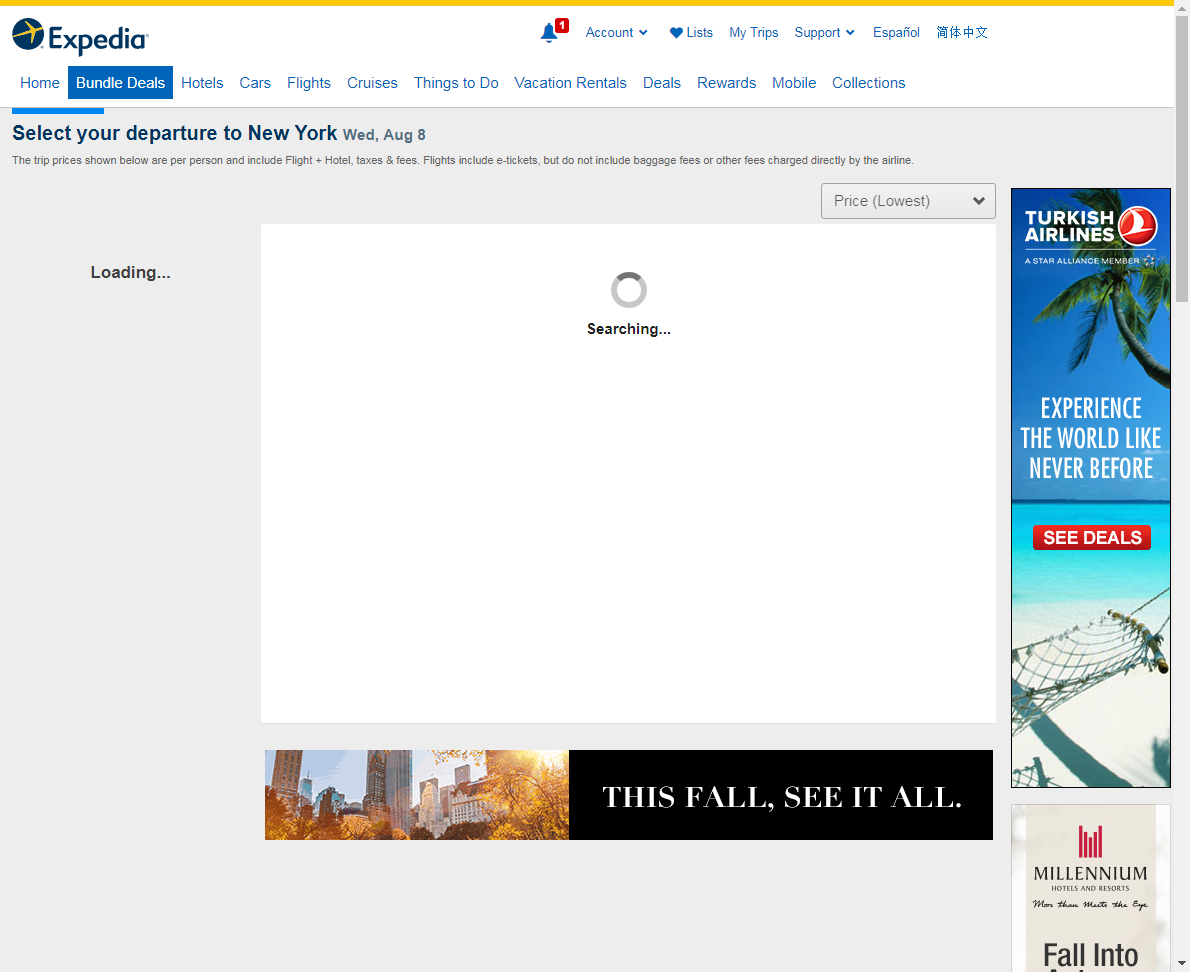 Expedia
1
Account
Lists
My Trips
Support
Español
简体中文
Home
Bundle Deals
Hotels
Cars
Flights
Cruises
Things to Do
Vacation Rentals
Deals
Rewards
Mobile
Collections
Select your departure to New York Wed, Aug 8
The trip prices shown below are per person and include Flight + Hotel, taxes & fees. Flights include e-tickets, but do not include baggage fees or other fees charged directly by the airline.
Price (Lowest)
Loading...
Searching...
THIS FALL, SEE IT ALL.
TURKISH
AIRLINES
A STAR ALLIANCE MEMBER
EXPERIENCE
THE WORLD LIKE
NEVER BEFORE
SEE DEALS
MILLENNIUM
HOTELS AND RESORTS
More than Meets the Eye
Fall Into